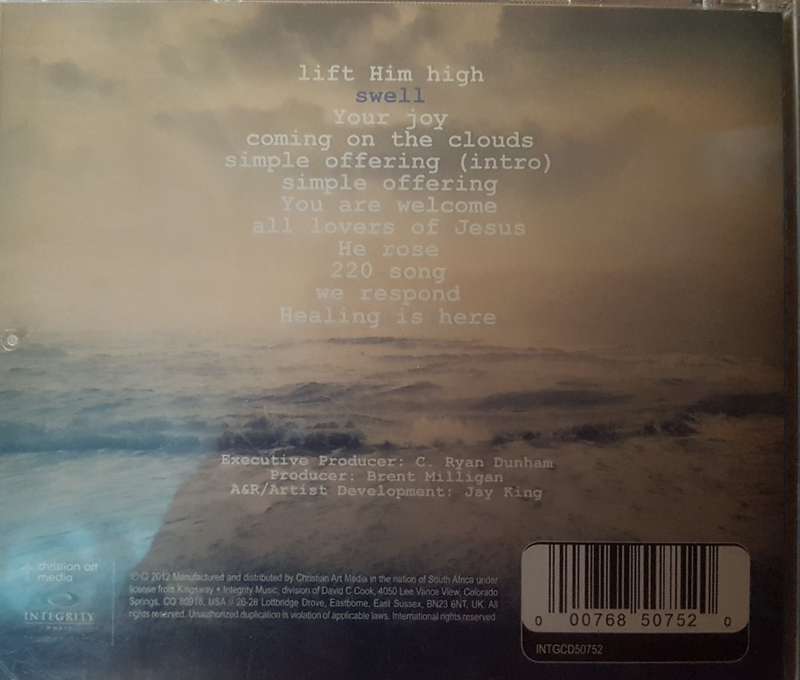 lift Him high
swell
Your joy
coming on the clouds
simple offering (intro)
simple offering
You are welcome
all lovers of Jesus
He rose
220 song
we respond
Healing is here
Executive Producer: C. Ryan Dunham
Producer: Brent Milligan
A&R/Artist Development: Jay King
christian art
media
INTEGRITY
MUSIC
℗ © 2012 Manufactured and distributed by Christian Art Media in the nation of South Africa under
license from Kingsway • Integrity Music, division of David C Cook, 4050 Lee Vance View, Colorado
Springs, CO 80918, USA // 26-28 Lottbridge Drove, Eastborne, East Sussex, BN23 6NT, UK. All
rights reserved. Unauthorized duplication is violation of applicable laws. International rights reserved
0 00768 50752 0
INTGCD50752